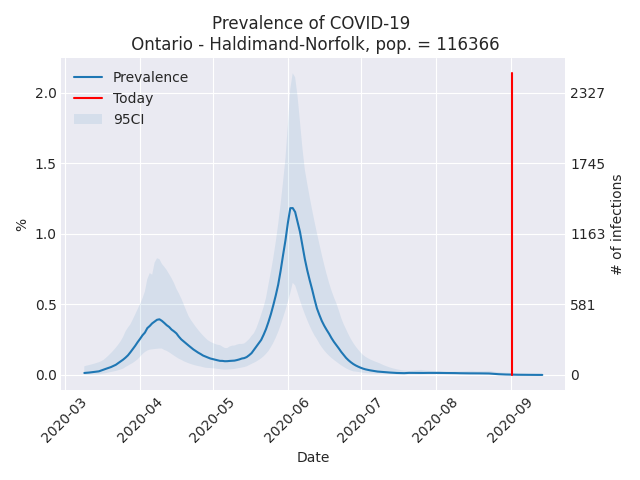 Prevalence of COVID-19
Ontario - Haldimand-Norfolk, pop. = 116366
Prevalence
Today
95CI
2.0
1.5
1.0
0.5
0.0
%
2327
1745
1163
581
0
# of infections
2020-03
2020-04
2020-05
2020-06
2020-07
2020-08
2020-09
Date